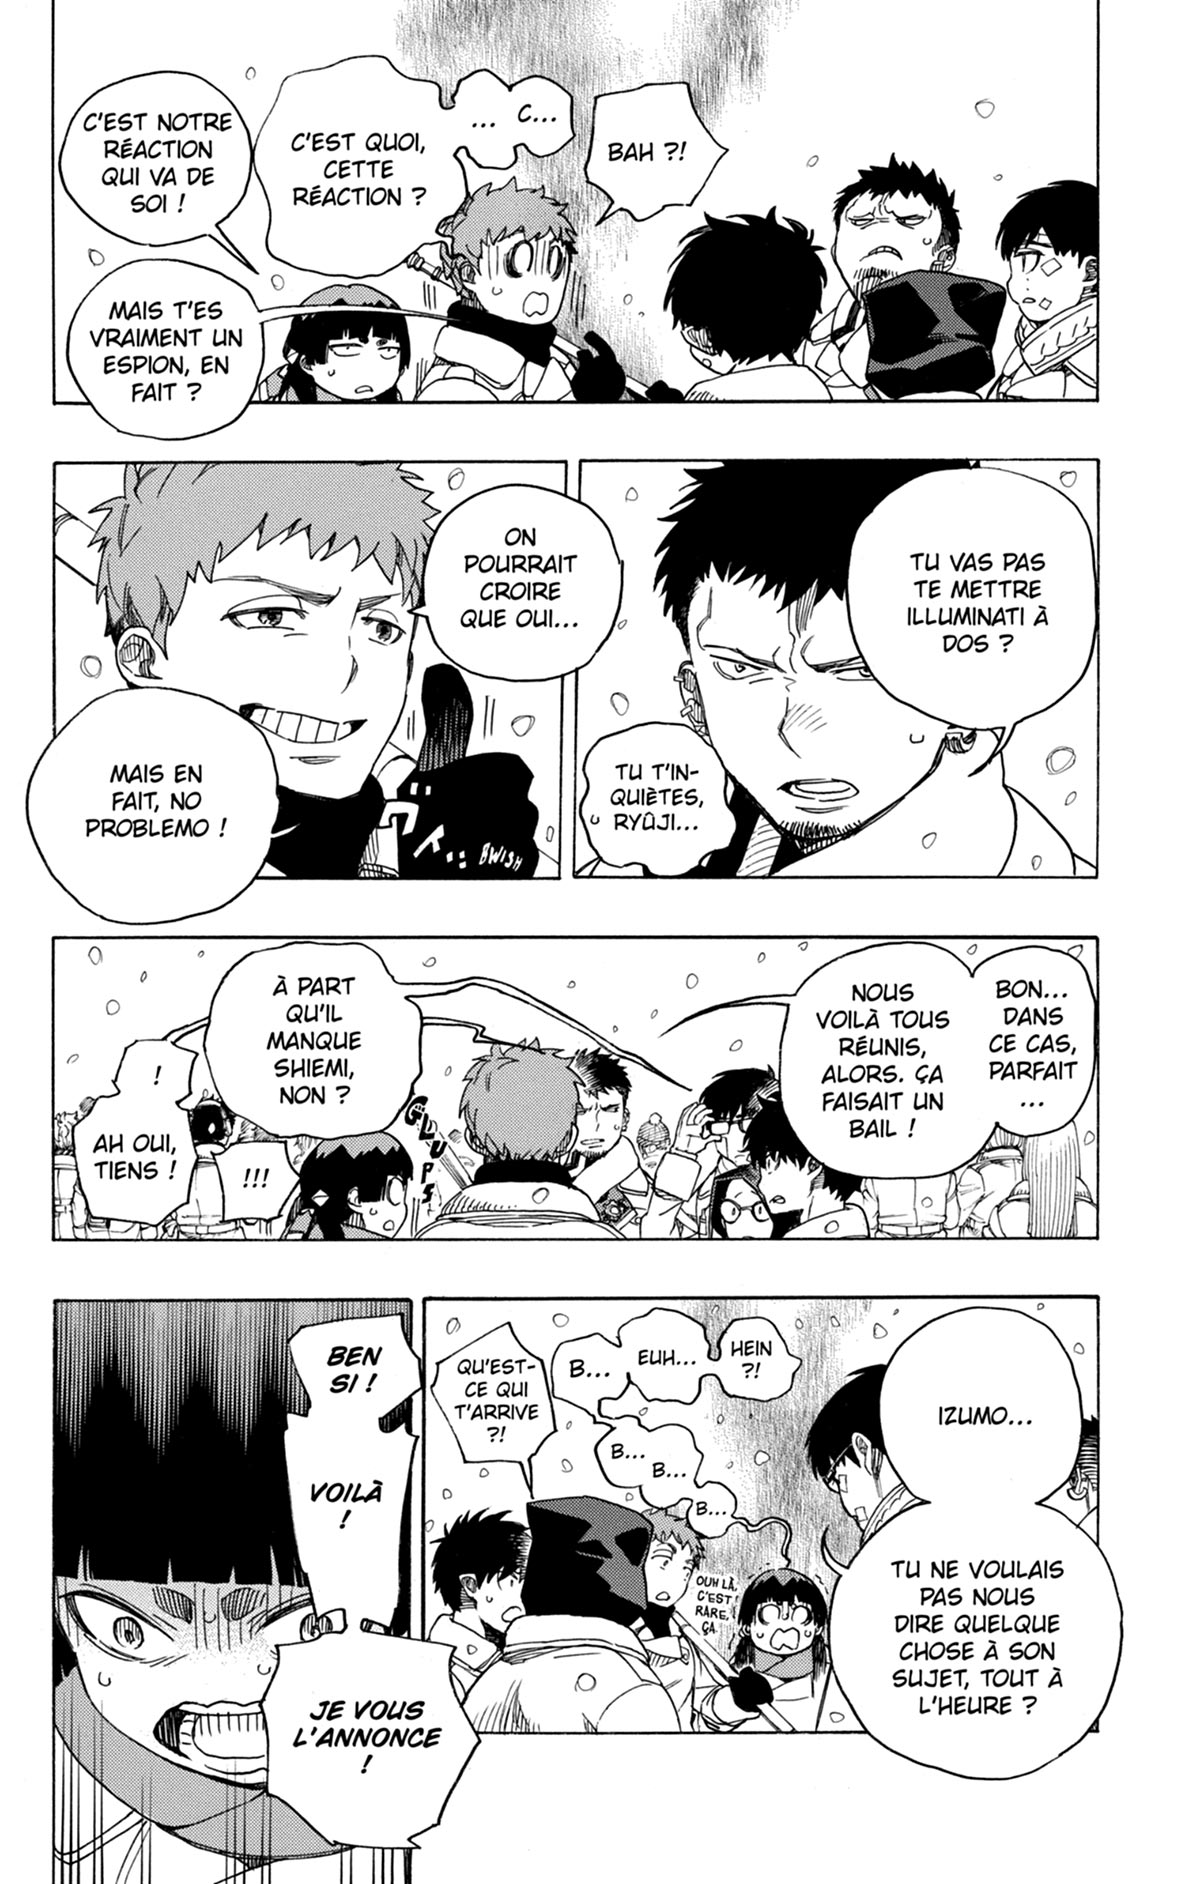 BAH ?!
... C...
C'EST QUOI,
CETTE
RÉACTION ?
C'EST NOTRE
RÉACTION
QUI VA DE
SOI !
MAIS T'ES
VRAIMENT UN
ESPION, EN
FAIT ?
TU VAS PAS
TE METTRE
ILLUMINATI À
DOS ?
TU T'IN-
QUIÈTES,
RYÛJI...
ON
POURRAIT
CROIRE
QUE OUI...
MAIS EN
FAIT, NO
PROBLEMO !
グイ
BWISH
BON...
DANS
CE CAS,
PARFAIT
...
NOUS
VOILÀ TOUS
RÉUNIS,
ALORS. ÇA
FAISAIT UN
BAIL !
À PART
QU'IL
MANQUE
SHIEMI,
NON ?
GLUPS
!!!
!
AH OUI,
TIENS !
IZUMO...
TU NE VOULAIS
PAS NOUS
DIRE QUELQUE
CHOSE À SON
SUJET, TOUT À
L'HEURE ?
HEIN
?!
EUH...
B...
B...
B...
B...
QU'EST-
CE QUI
T'ARRIVE
?!
OUH LÀ,
C'EST
RARE,
ÇA.
BEN
SI !
VOILÀ
!
JE VOUS
L'ANNONCE
!